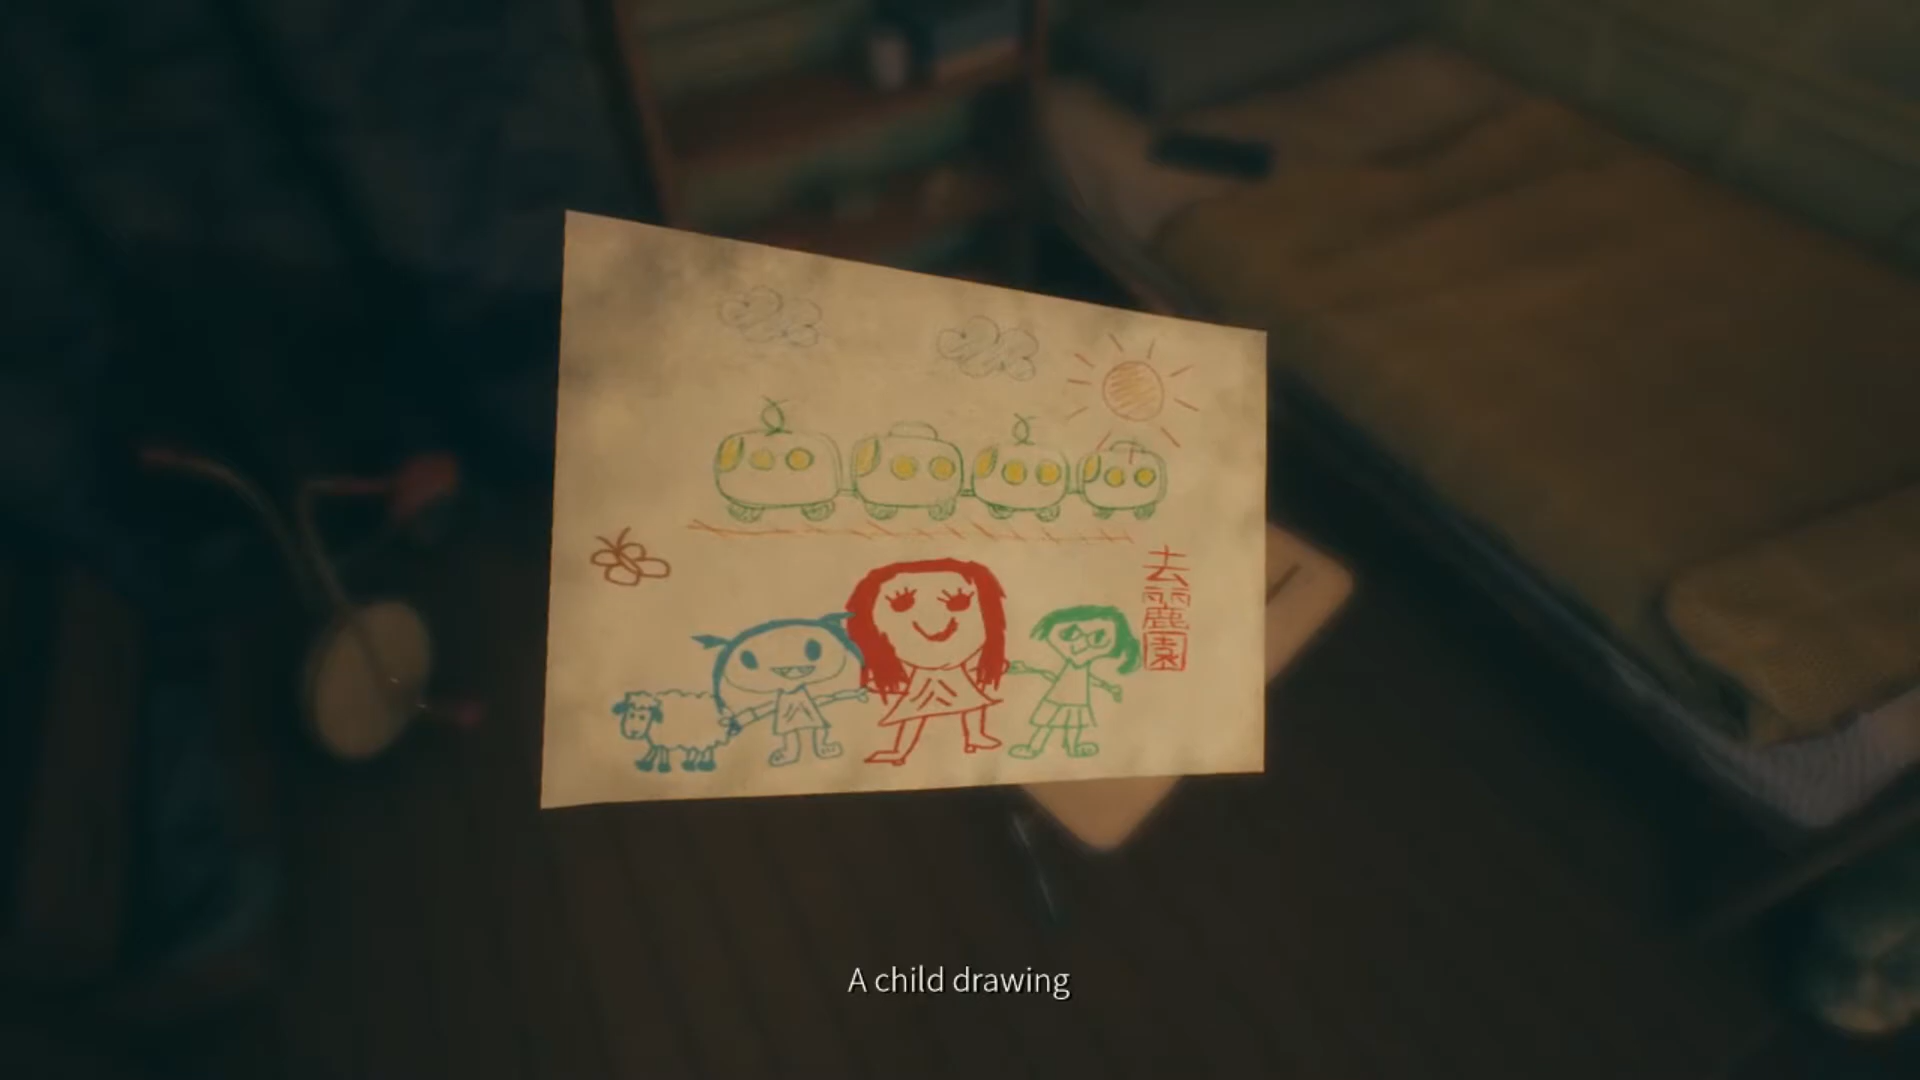 去麗園
A child drawing